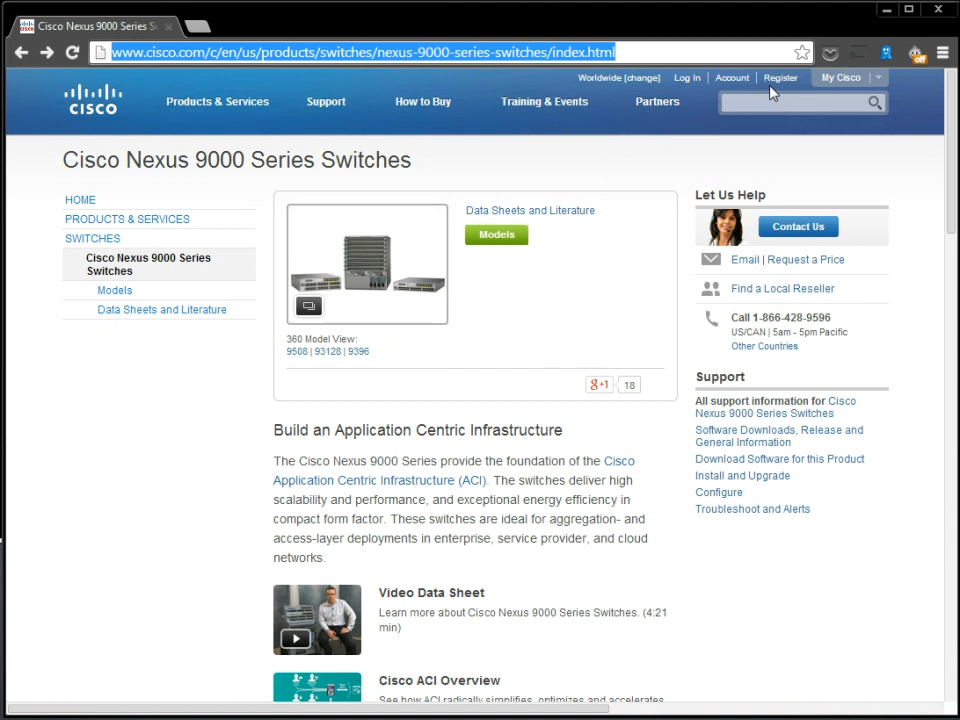 Cisco Nexus 9000 Series S
www.cisco.com/c/en/us/products/switches/nexus-9000-series-switches/index.html
off
Worldwide [change] Log In | Account | Register My Cisco
CISCO
Products & Services Support How to Buy Training & Events Partners
Cisco Nexus 9000 Series Switches
HOME
PRODUCTS & SERVICES
SWITCHES
Cisco Nexus 9000 Series
Switches
Models
Data Sheets and Literature
Data Sheets and Literature
Models
360 Model View:
9508 | 93128 | 9396
g+1 18
Build an Application Centric Infrastructure
The Cisco Nexus 9000 Series provide the foundation of the Cisco
Application Centric Infrastructure (ACI). The switches deliver high
scalability and performance, and exceptional energy efficiency in
compact form factor. These switches are ideal for aggregation- and
access-layer deployments in enterprise, service provider, and cloud
networks.
Video Data Sheet
Learn more about Cisco Nexus 9000 Series Switches. (4:21
min)
Cisco ACI Overview
See how ACI radically simplifies, optimizes and accelerates
Let Us Help
Contact Us
Email | Request a Price
Find a Local Reseller
Call 1-866-428-9596
US/CAN | 5am - 5pm Pacific
Other Countries
Support
All support information for Cisco
Nexus 9000 Series Switches
Software Downloads, Release and
General Information
Download Software for this Product
Install and Upgrade
Configure
Troubleshoot and Alerts